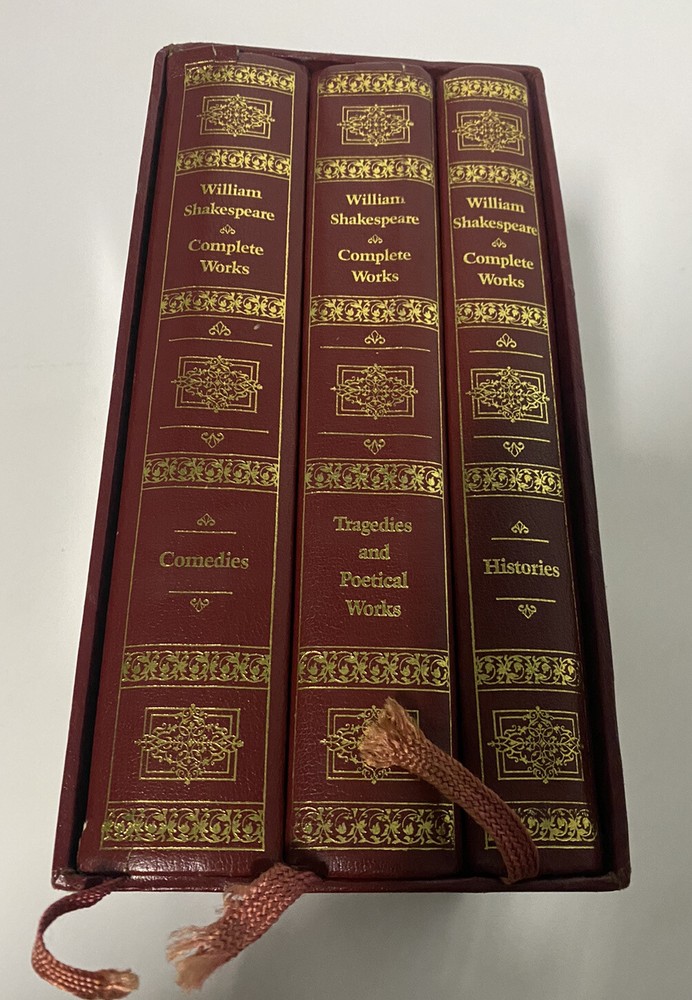 William
Shakespeare
Complete
Works
Comedies
William
Shakespeare
Complete
Works
Tragedies
and
Poetical
Works
William
Shakespeare
Complete
Works
Histories